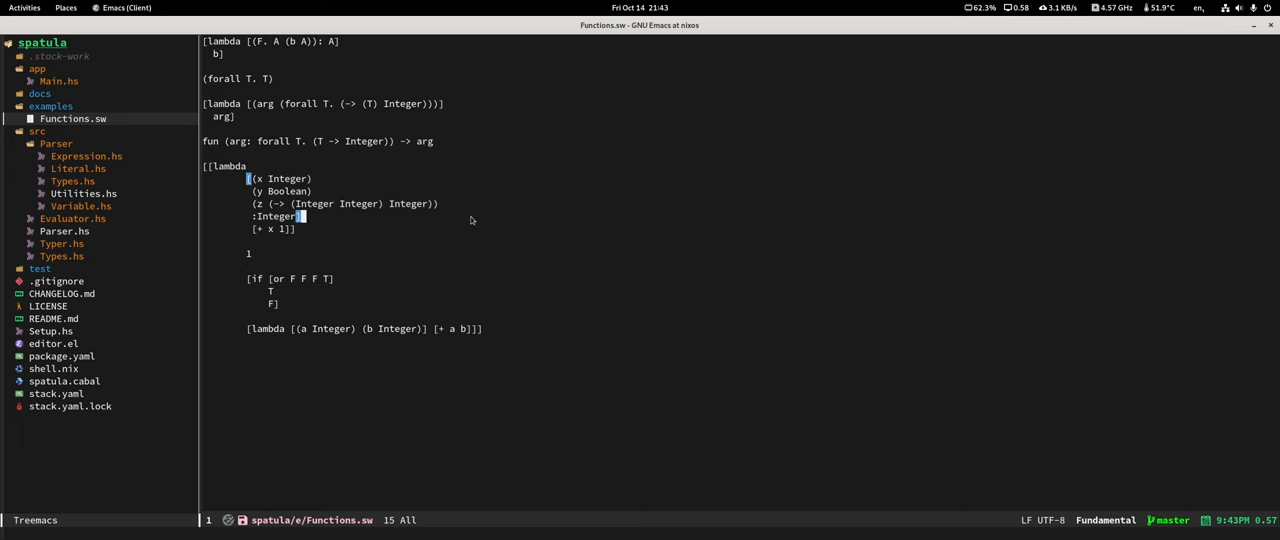 Activities Places Emacs (Client) Fri Oct 14 21:43 62.3% 0.58 3.1 KB/s 4.57 GHz 51.9°C en
Functions.sw - GNU Emacs at nixos
spatula
.stack-work
app
Main.hs
docs
examples
Functions.sw
src
Parser
Expression.hs
Literal.hs
Types.hs
Utilities.hs
Variable.hs
Evaluator.hs
Parser.hs
Typer.hs
Types.hs
test
.gitignore
CHANGELOG.md
LICENSE
README.md
Setup.hs
editor.el
package.yaml
shell.nix
spatula.cabal
stack.yaml
stack.yaml.lock
[lambda [(F. A (b A)): A]
b]
(forall T. T)
[lambda [(arg (forall T. (-> (T) Integer)))]
arg]
fun (arg: forall T. (T -> Integer)) -> arg
[[lambda
[(x Integer)
(y Boolean)
(z (-> (Integer Integer) Integer))
:Integer]
[+ x 1]]
1
[if [or F F F T]
T
F]
[lambda [(a Integer) (b Integer)] [+ a b]]]
Treemacs
1 spatula/e/Functions.sw 15 All LF UTF-8 Fundamental master 9:43PM 0.57